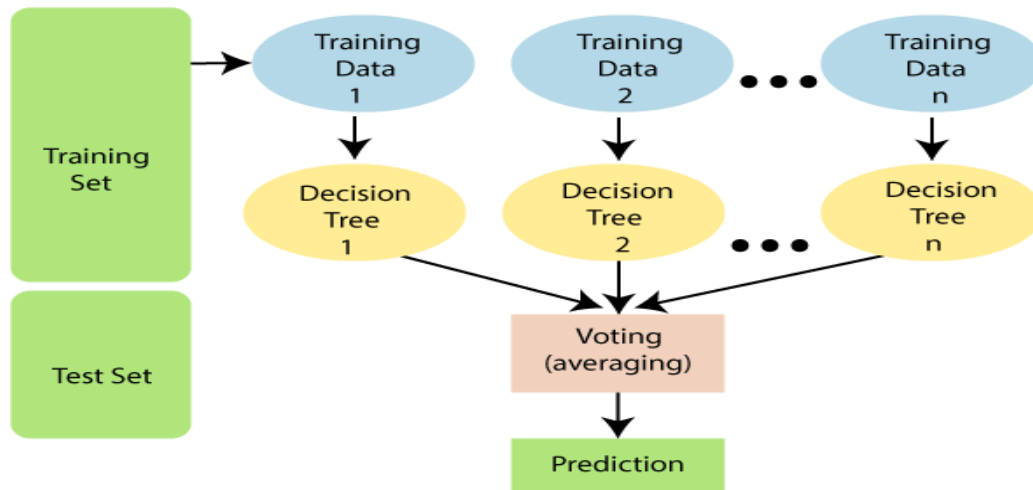 Training
Set
Training
Data
1
Training
Data
2
Training
Data
n
Decision
Tree
1
Decision
Tree
2
Decision
Tree
n
Test Set
Voting
(averaging)
Prediction